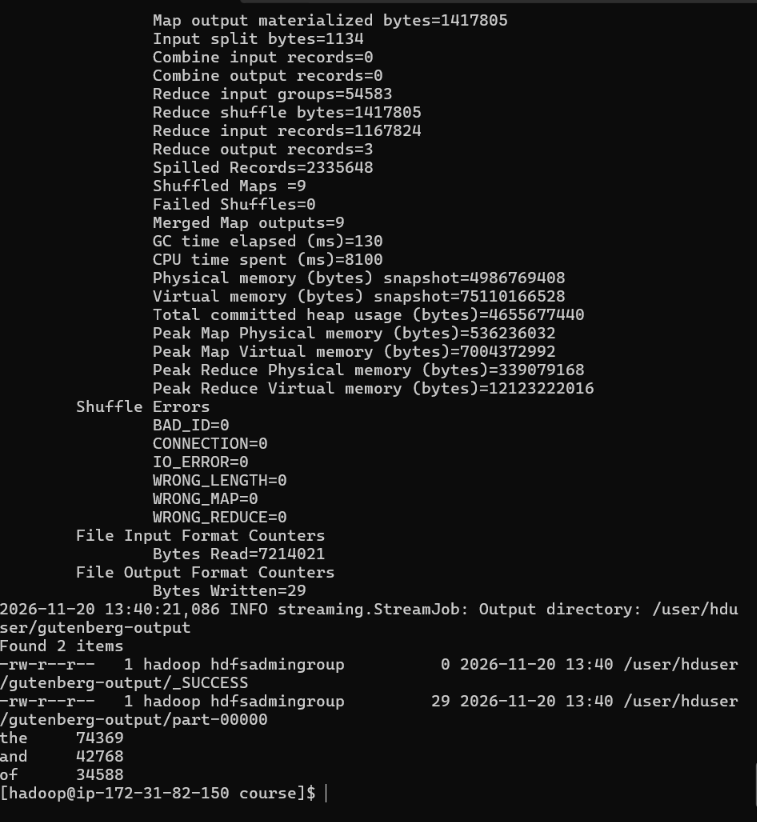 Map output materialized bytes=1417805
Input split bytes=1134
Combine input records=0
Combine output records=0
Reduce input groups=54583
Reduce shuffle bytes=1417805
Reduce input records=1167824
Reduce output records=3
Spilled Records=2335648
Shuffled Maps =9
Failed Shuffles=0
Merged Map outputs=9
GC time elapsed (ms)=130
CPU time spent (ms)=8100
Physical memory (bytes) snapshot=4986769408
Virtual memory (bytes) snapshot=75110166528
Total committed heap usage (bytes)=4655677440
Peak Map Physical memory (bytes)=536236032
Peak Map Virtual memory (bytes)=7004372992
Peak Reduce Physical memory (bytes)=339079168
Peak Reduce Virtual memory (bytes)=12123222016
Shuffle Errors
BAD_ID=0
CONNECTION=0
IO_ERROR=0
WRONG_LENGTH=0
WRONG_MAP=0
WRONG_REDUCE=0
File Input Format Counters
Bytes Read=7214021
File Output Format Counters
Bytes Written=29
2026-11-20 13:40:21,086 INFO streaming.StreamJob: Output directory: /user/hdu
ser/gutenberg-output
Found 2 items
-rw-r--r--   1 hadoop hdfsadmingroup          0 2026-11-20 13:40 /user/hduser
/gutenberg-output/_SUCCESS
-rw-r--r--   1 hadoop hdfsadmingroup         29 2026-11-20 13:40 /user/hduser
/gutenberg-output/part-00000
the     74369
and     42768
of      34588
[hadoop@ip-172-31-82-150 course]$